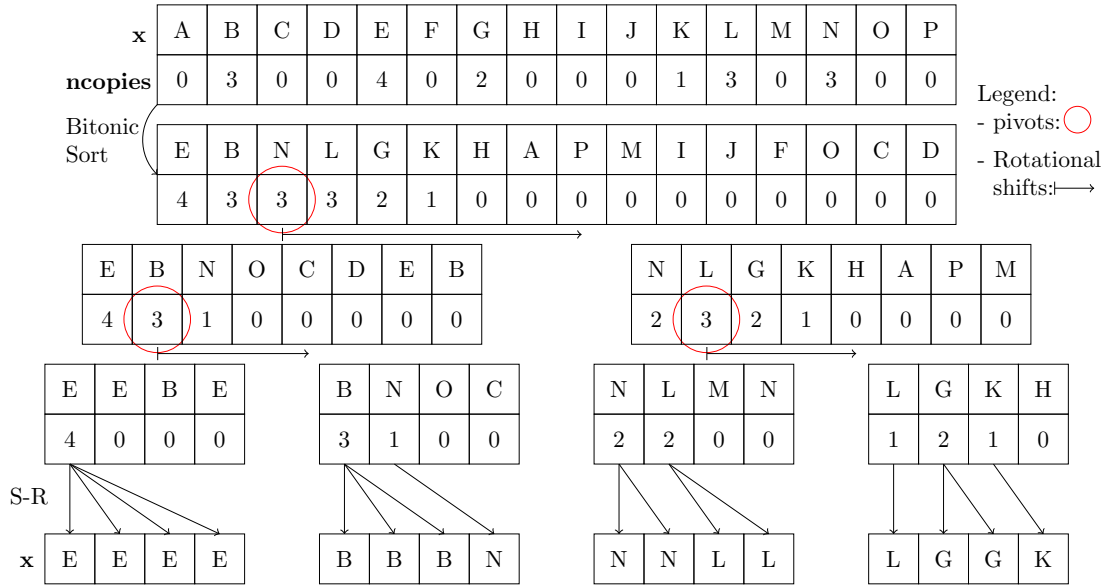 x A B C D E F G H I J K L M N O P
ncopies 0 3 0 0 4 0 2 0 0 0 1 3 0 3 0 0
Legend:
- pivots:
- Rotational
shifts:
Bitonic
Sort
E B N L G K H A P M I J F O C D
4 3 3 3 2 1 0 0 0 0 0 0 0 0 0 0
E B N O C D E B N L G K H A P M
4 3 1 0 0 0 0 0 2 3 2 1 0 0 0 0
E E B E B N O C N L M N L G K H
4 0 0 0 3 1 0 0 2 2 0 0 1 2 1 0
S-R
x E E E E B B B N N N L L L G G K